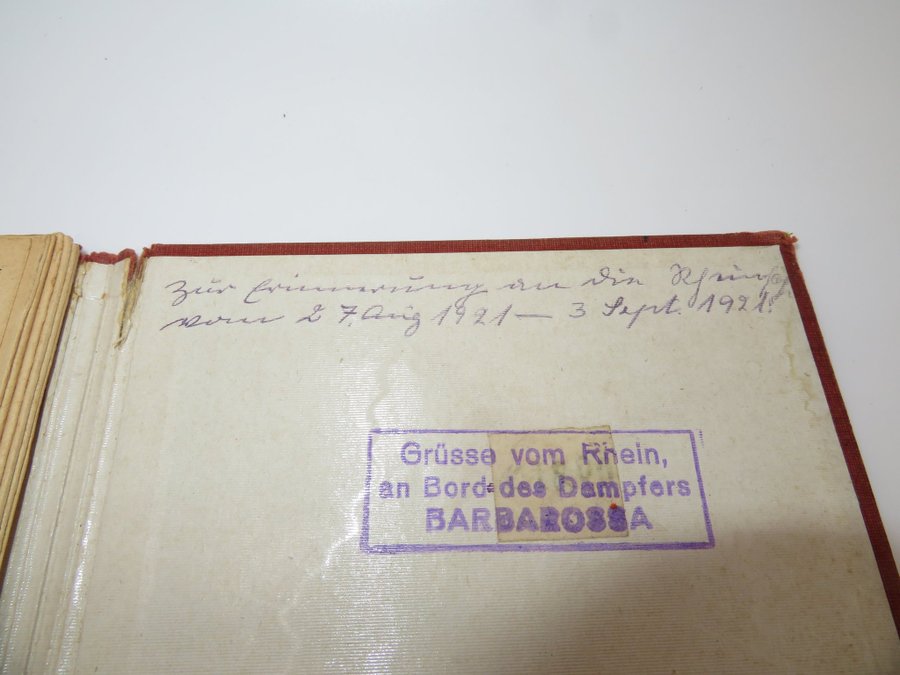 Zur Erinnerung an die
vom 27. Aug 1921 — 3 Sept. 1921.
Grüsse vom Rhein,
an Bord des Dampfers
BARBAROSSA